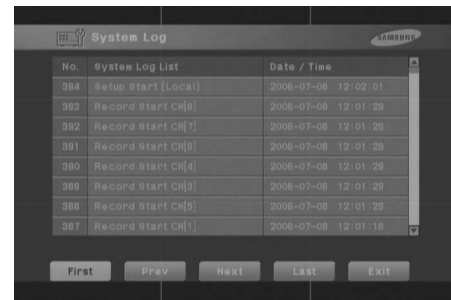 System Log
SAMSUNG
No. System Log List Date / Time
394 Setup Start (Local) 2006-07-08 12:02:01
393 Record Start CH[8] 2006-07-08 12:01:29
392 Record Start CH[7] 2006-07-08 12:01:29
391 Record Start CH[6] 2006-07-08 12:01:29
390 Record Start CH[4] 2006-07-08 12:01:29
389 Record Start CH[3] 2006-07-08 12:01:29
388 Record Start CH[5] 2006-07-08 12:01:29
387 Record Start CH[1] 2006-07-08 12:01:18
First Prev Next Last Exit